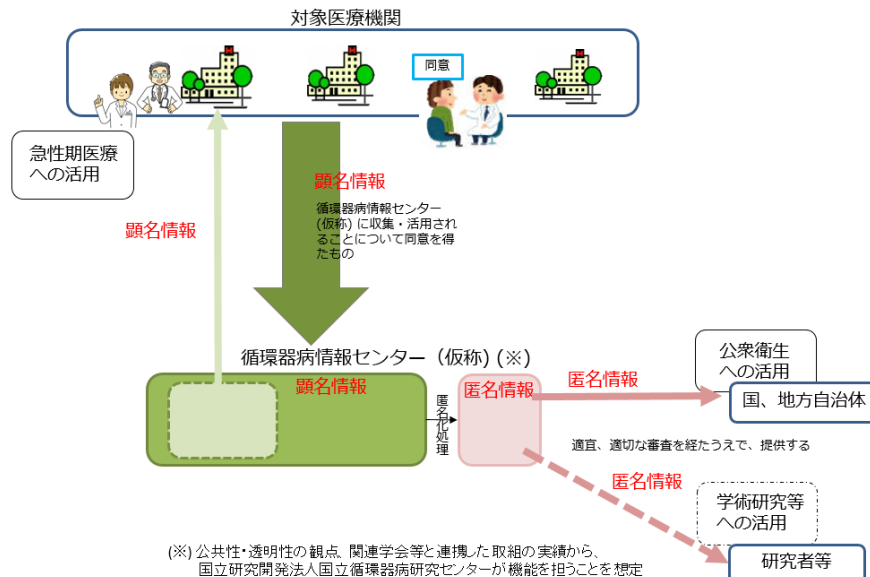 対象医療機関
同意
急性期医療
への活用
顕名情報
循環器病情報センター
(仮称) に収集・活用され
ることについて同意を得
たもの
顕名情報
循環器病情報センター（仮称) (※)
顕名情報
匿名化処理
匿名情報
匿名情報
公衆衛生
への活用
国、地方自治体
適宜、適切な審査を経たうえで、提供する
匿名情報
学術研究等
への活用
研究者等
(※) 公共性・透明性の観点、関連学会等と連携した取組の実績から、
国立研究開発法人国立循環器病研究センターが機能を担うことを想定